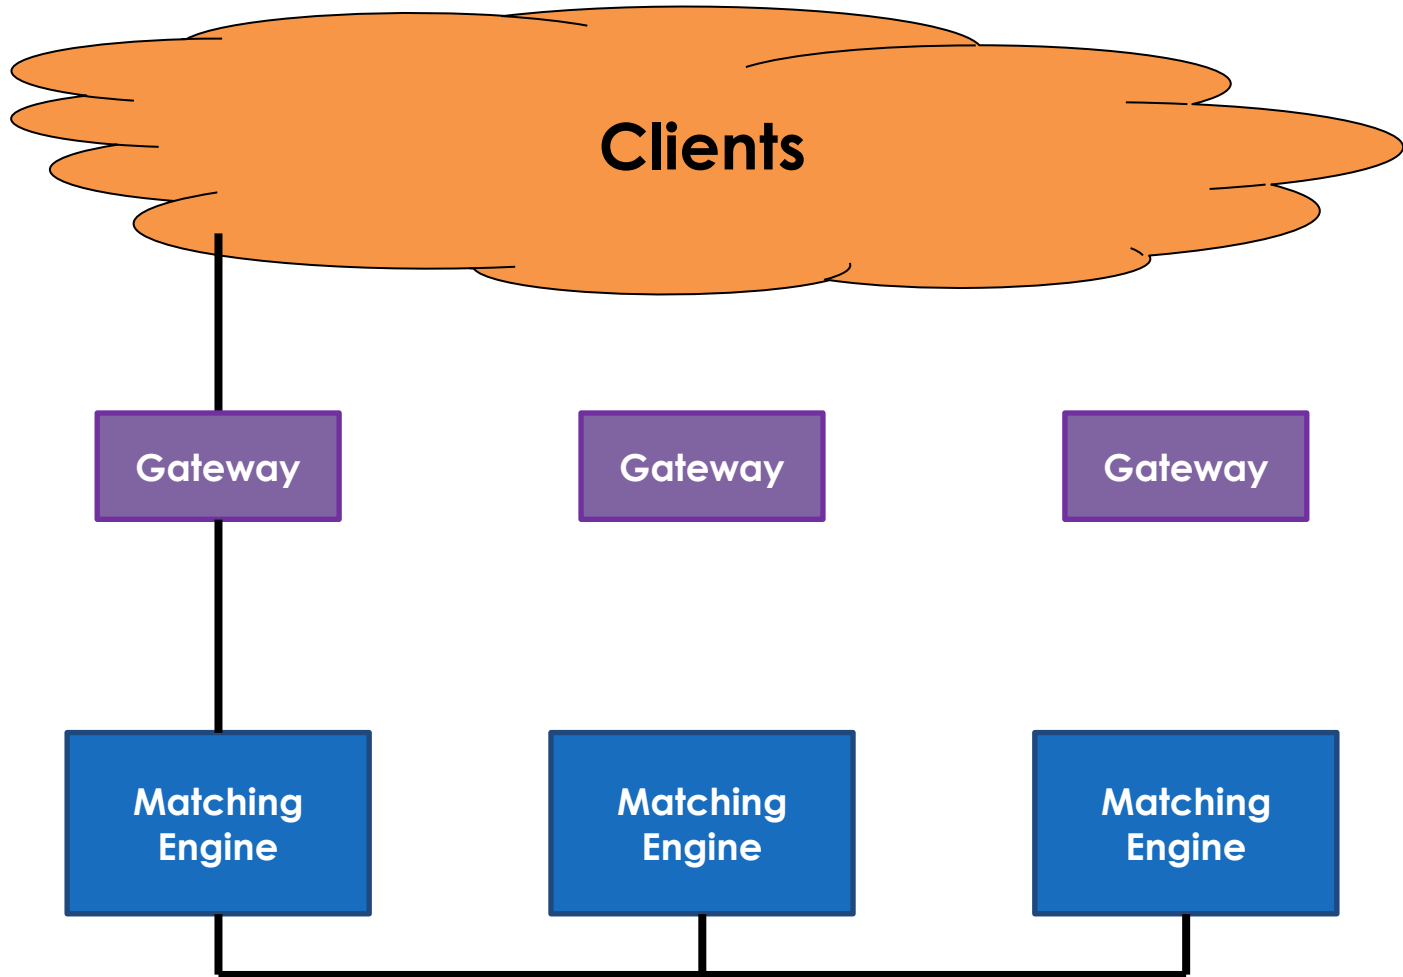 Clients
Gateway
Gateway
Gateway
Matching
Engine
Matching
Engine
Matching
Engine